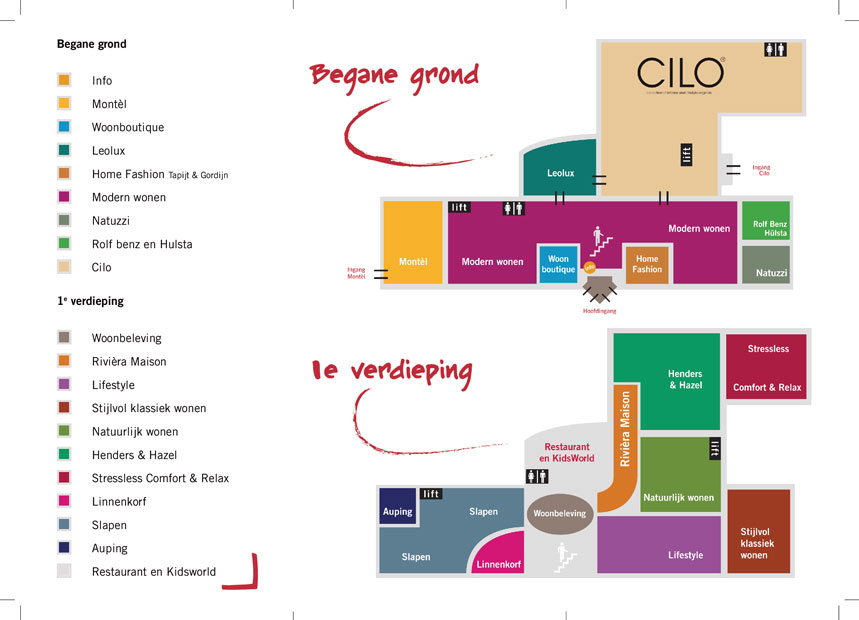 Begane grond
Info
Montèl
Woonboutique
Leolux
Home Fashion Tapijt & Gordijn
Modern wonen
Natuzzi
Rolf benz en Hulsta
Cilo
1e verdieping
Woonbeleving
Rivièra Maison
Lifestyle
Stijlvol klassiek wonen
Natuurlijk wonen
Henders & Hazel
Stressless Comfort & Relax
Linnenkorf
Slapen
Auping
Restaurant en Kidsworld
Begane grond
CILO®
lift
Ingang
Cilo
Leolux
lift
Modern wonen
Rolf Benz
Hülsta
Montèl
Modern wonen
Woon
boutique
Home
Fashion
Natuzzi
Ingang
Montèl
Hoofdingang
1e verdieping
Henders
& Hazel
Stressless
Comfort & Relax
Rivièra Maison
Restaurant
en KidsWorld
lift
Natuurlijk wonen
lift
Auping
Slapen
Woonbeleving
Slapen
Linnenkorf
Lifestyle
Stijlvol
klassiek
wonen